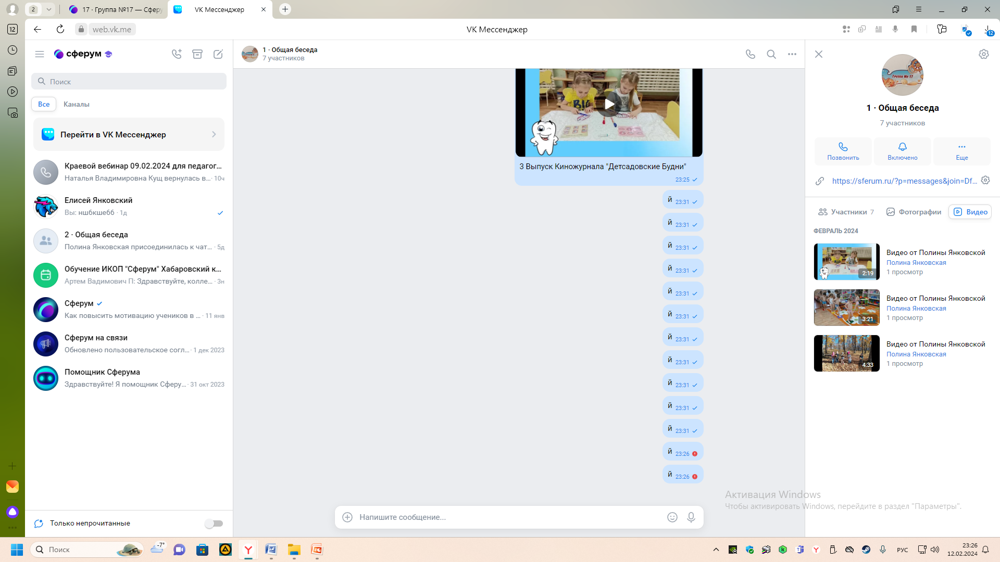 2
17 · Группа №17 — Сферу
VK Мессенджер
12
web.vk.me
VK Мессенджер
12
сферум
Поиск
Все
Каналы
Перейти в VK Мессенджер
Краевой вебинар 09.02.2024 для педагог...
Наталья Владимировна Кущ вернулась в... · 10ч
Елисей Янковский
Вы: нш6кше66 · 1д
2 · Общая беседа
Полина Янковская присоединилась к чат... · 5д
Обучение ИКОП "Сферум" Хабаровский к...
Артем Вадимович П: Здравствуйте, колле... · 3н
Сферум
Как повысить мотивацию учеников в ... · 11 янв
Сферум на связи
Обновлено пользовательское согл... · 1 дек 2023
Помощник Сферума
Здравствуйте! Я помощник Сферу... · 31 окт 2023
Только непрочитанные
1 · Общая беседа
7 участников
BIG
3 Выпуск Киножурнала "Детсадовские Будни"
23:25
й 23:31
й 23:31
й 23:31
й 23:31
й 23:31
й 23:31
й 23:31
й 23:31
й 23:31
й 23:31
й 23:31
й 23:26
й 23:26
Напишите сообщение...
Группа № 17
1 · Общая беседа
7 участников
Позвонить
Включено
Еще
https://sferum.ru/?p=messages&join=Df...
Участники 7
Фотографии
Видео
ФЕВРАЛЬ 2024
2:19
Видео от Полины Янковской
Полина Янковская
1 просмотр
3:21
Видео от Полины Янковской
Полина Янковская
1 просмотр
4:33
Видео от Полины Янковской
Полина Янковская
1 просмотр
Активация Windows
Чтобы активировать Windows, перейдите в раздел "Параметры".
Поиск
-7°
РУС
23:26
12.02.2024